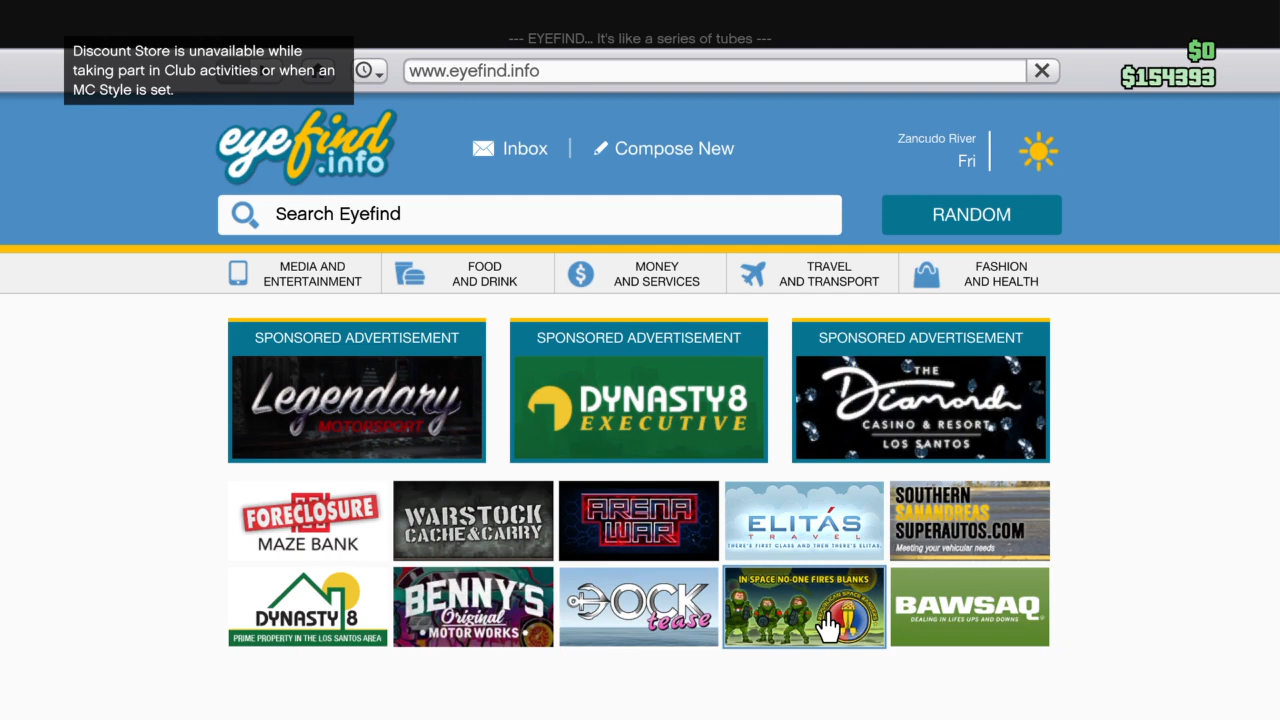 --- EYEFIND... It's like a series of tubes ---
Discount Store is unavailable while
taking part in Club activities or when an
MC Style is set.
www.eyefind.info
$0
$154393
eyefind
.info
Inbox
Compose New
Zancudo River
Fri
Search Eyefind
RANDOM
MEDIA AND
ENTERTAINMENT
FOOD
AND DRINK
MONEY
AND SERVICES
TRAVEL
AND TRANSPORT
FASHION
AND HEALTH
SPONSORED ADVERTISEMENT
Legendary
MOTORSPORT
SPONSORED ADVERTISEMENT
DYNASTY8
EXECUTIVE
SPONSORED ADVERTISEMENT
THE
Diamond
CASINO & RESORT
LOS SANTOS
FORECLOSURE
MAZE BANK
WARSTOCK
CACHE&CARRY
ARENA
WAR
ELITÁS
TRAVEL
THERE'S FIRST CLASS AND THEN THERE'S ELITAS.
SOUTHERN
SANANDREAS
SUPERAUTOS.COM
Meeting your vehicular needs
DYNASTY 8
PRIME PROPERTY IN THE LOS SANTOS AREA
BENNY'S
Original
MOTOR WORKS
DOCK
tease
IN SPACE NO-ONE FIRES BLANKS
BAWSAQ
DEALING IN LIFES UPS AND DOWNS